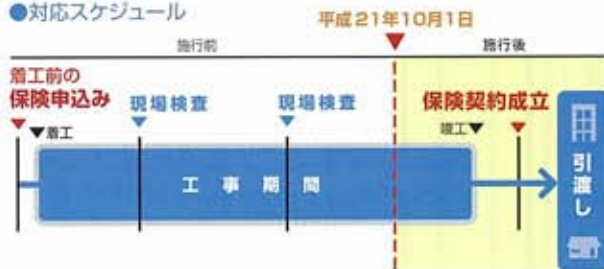 ●対応スケジュール
平成21年10月1日
施行前
施行後
着工前の
保険申込み
現場検査
現場検査
保険契約成立
▼着工
竣工▼
工事期間
引渡し